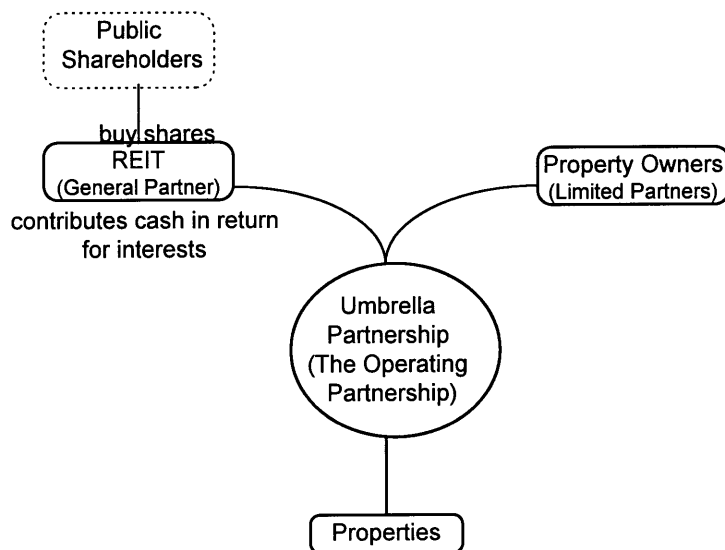 Public
Shareholders
buy shares
REIT
(General Partner)
contributes cash in return
for interests
Property Owners
(Limited Partners)
Umbrella
Partnership
(The Operating
Partnership)
Properties